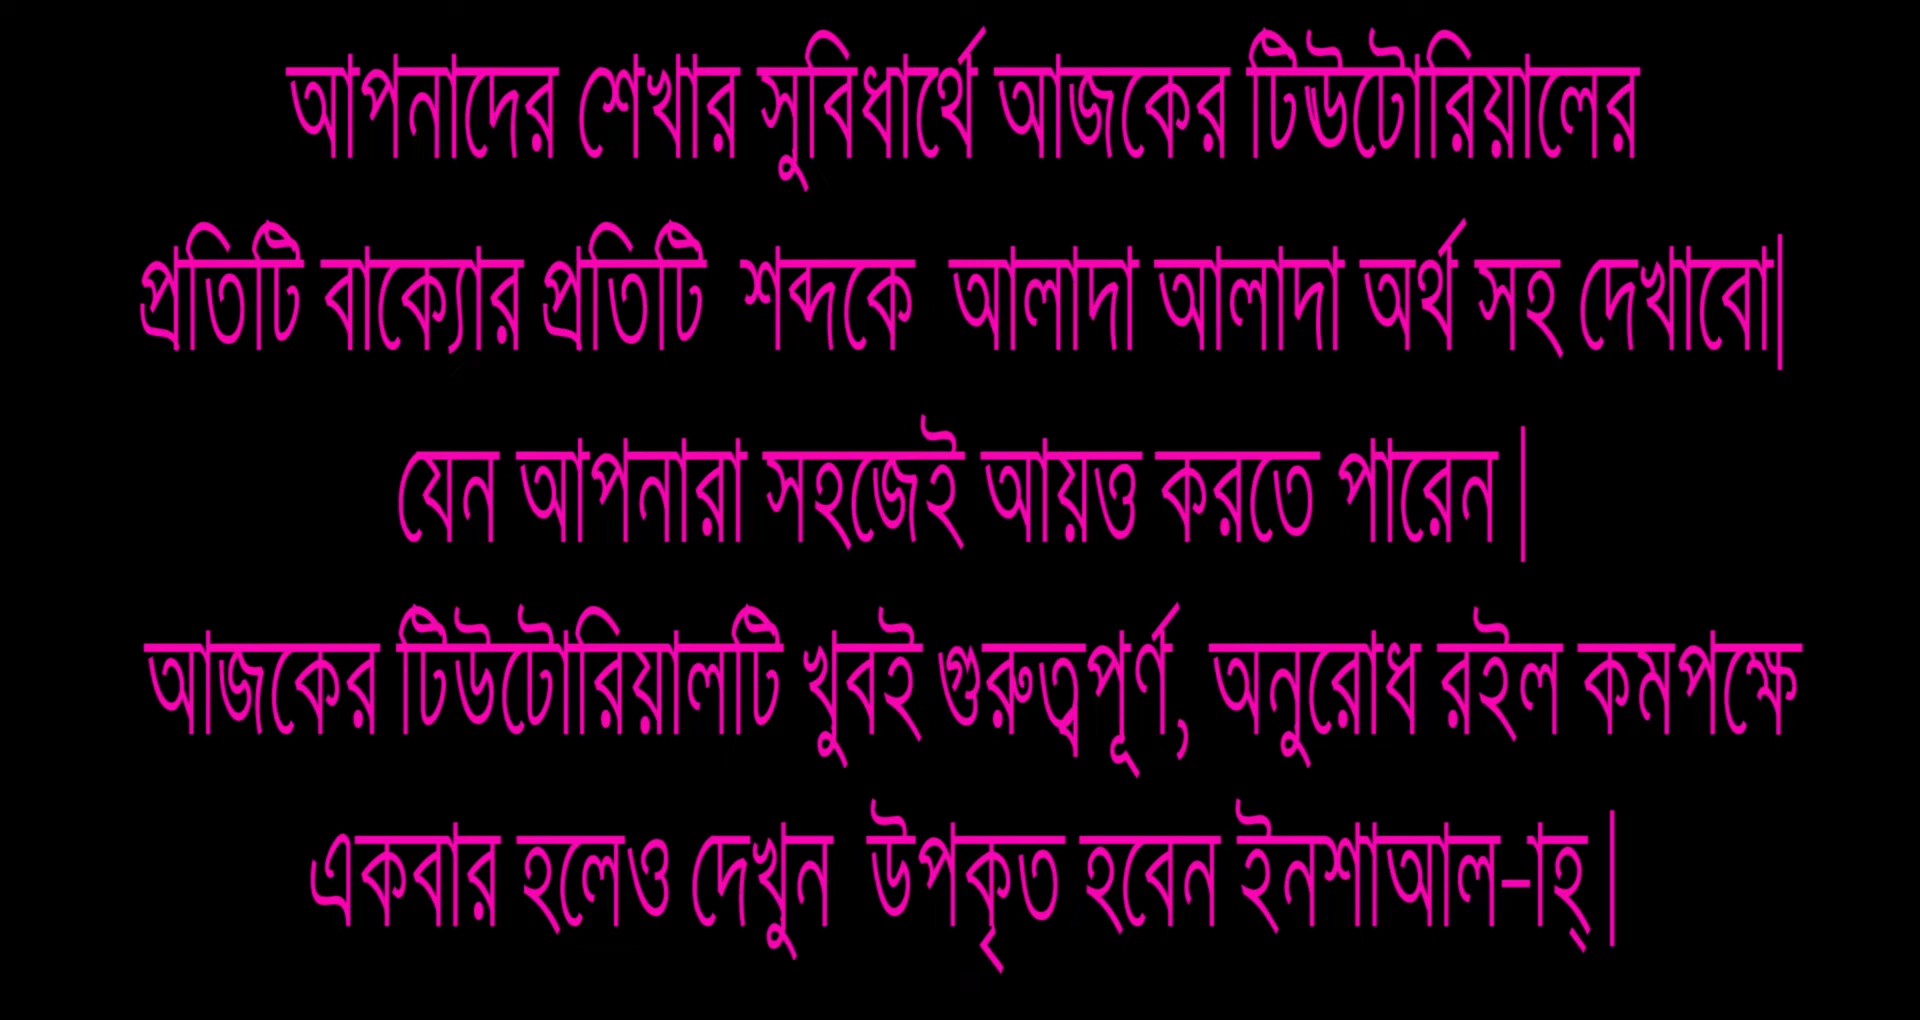 আপনাদের শেখার সুবিধার্থে আজকের টিউটোরিয়ালের
প্রতিটি বাক্যোর প্রতিটি শব্দকে আলাদা আলাদা অর্থ সহ দেখাবো|
যেন আপনারা সহজেই আয়ত্ত করতে পারেন |
আজকের টিউটোরিয়ালটি খুবই গুরুত্বপূর্ণ, অনুরোধ রইল কমপক্ষে
একবার হলেও দেখুন উপকৃত হবেন ইনশাআল-াহ্ |